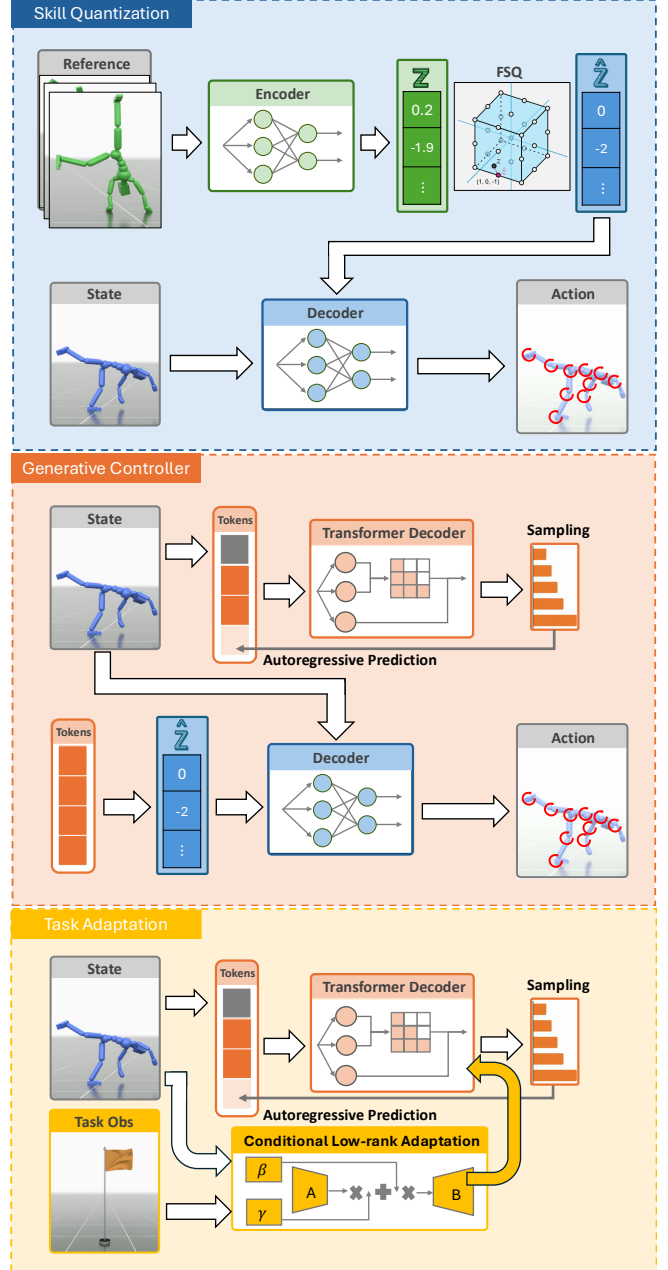 Skill Quantization
Reference
Encoder
Z
FSQ
Ẑ
0.2
-1.9
⋮
(1, 0, -1)
0
-2
⋮
State
Decoder
Action
Generative Controller
State
Tokens
Transformer Decoder
Sampling
Autoregressive Prediction
Tokens
Ẑ
0
-2
⋮
Decoder
Action
Task Adaptation
State
Tokens
Transformer Decoder
Sampling
Autoregressive Prediction
Task Obs
Conditional Low-rank Adaptation
β
A
B
γ